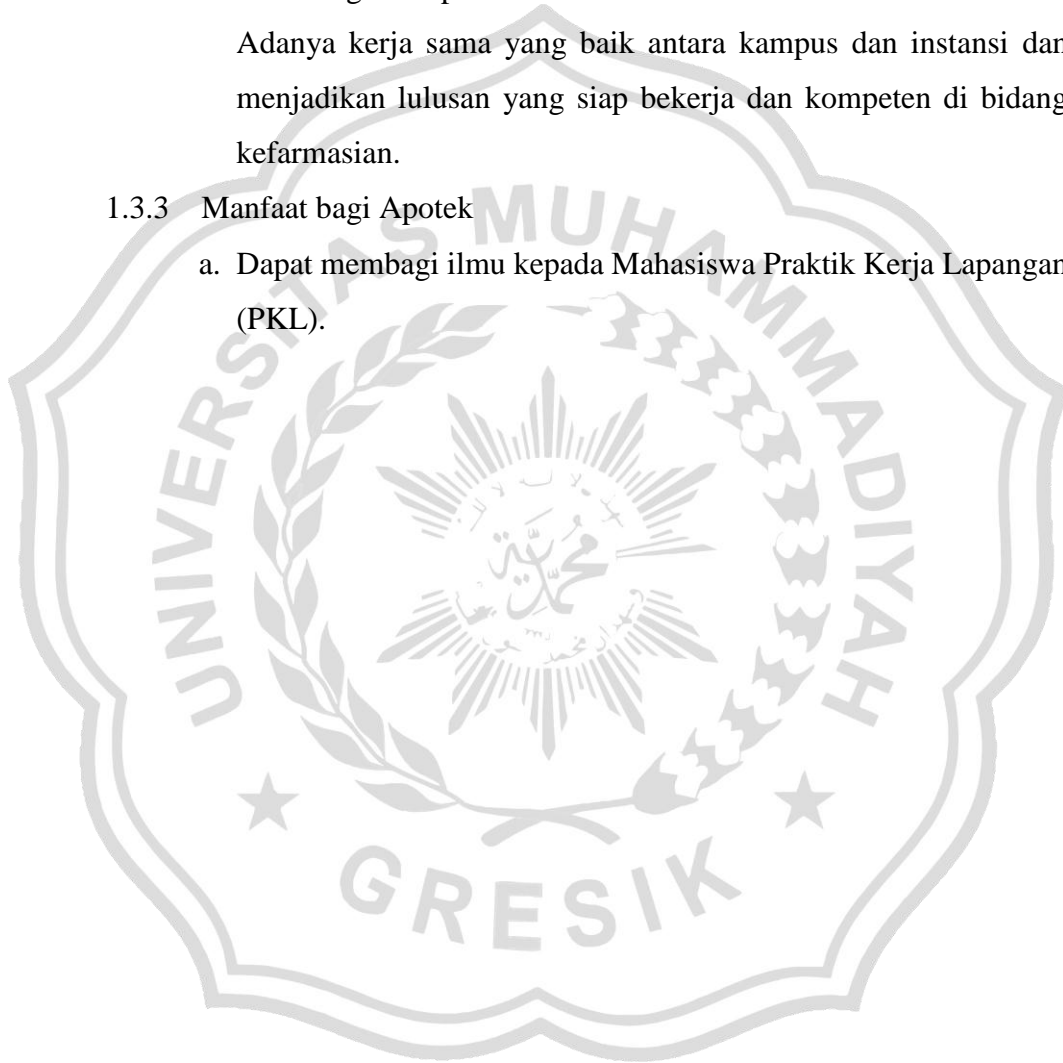 Adanya kerja sama yang baik antara kampus dan instansi dan
menjadikan lulusan yang siap bekerja dan kompeten di bidang
kefarmasian.
1.3.3 Manfaat bagi Apotek
a. Dapat membagi ilmu kepada Mahasiswa Praktik Kerja Lapangan
(PKL).
UNIVERSITAS MUHAMMADIYAH
GRESIK